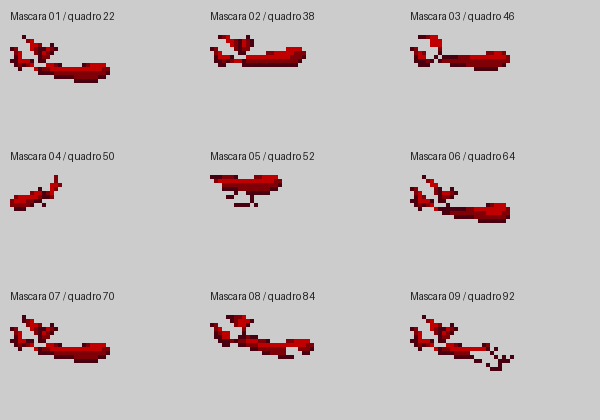 Mascara 01 / quadro 22
Mascara 02 / quadro 38
Mascara 03 / quadro 46
Mascara 04 / quadro 50
Mascara 05 / quadro 52
Mascara 06 / quadro 64
Mascara 07 / quadro 70
Mascara 08 / quadro 84
Mascara 09 / quadro 92